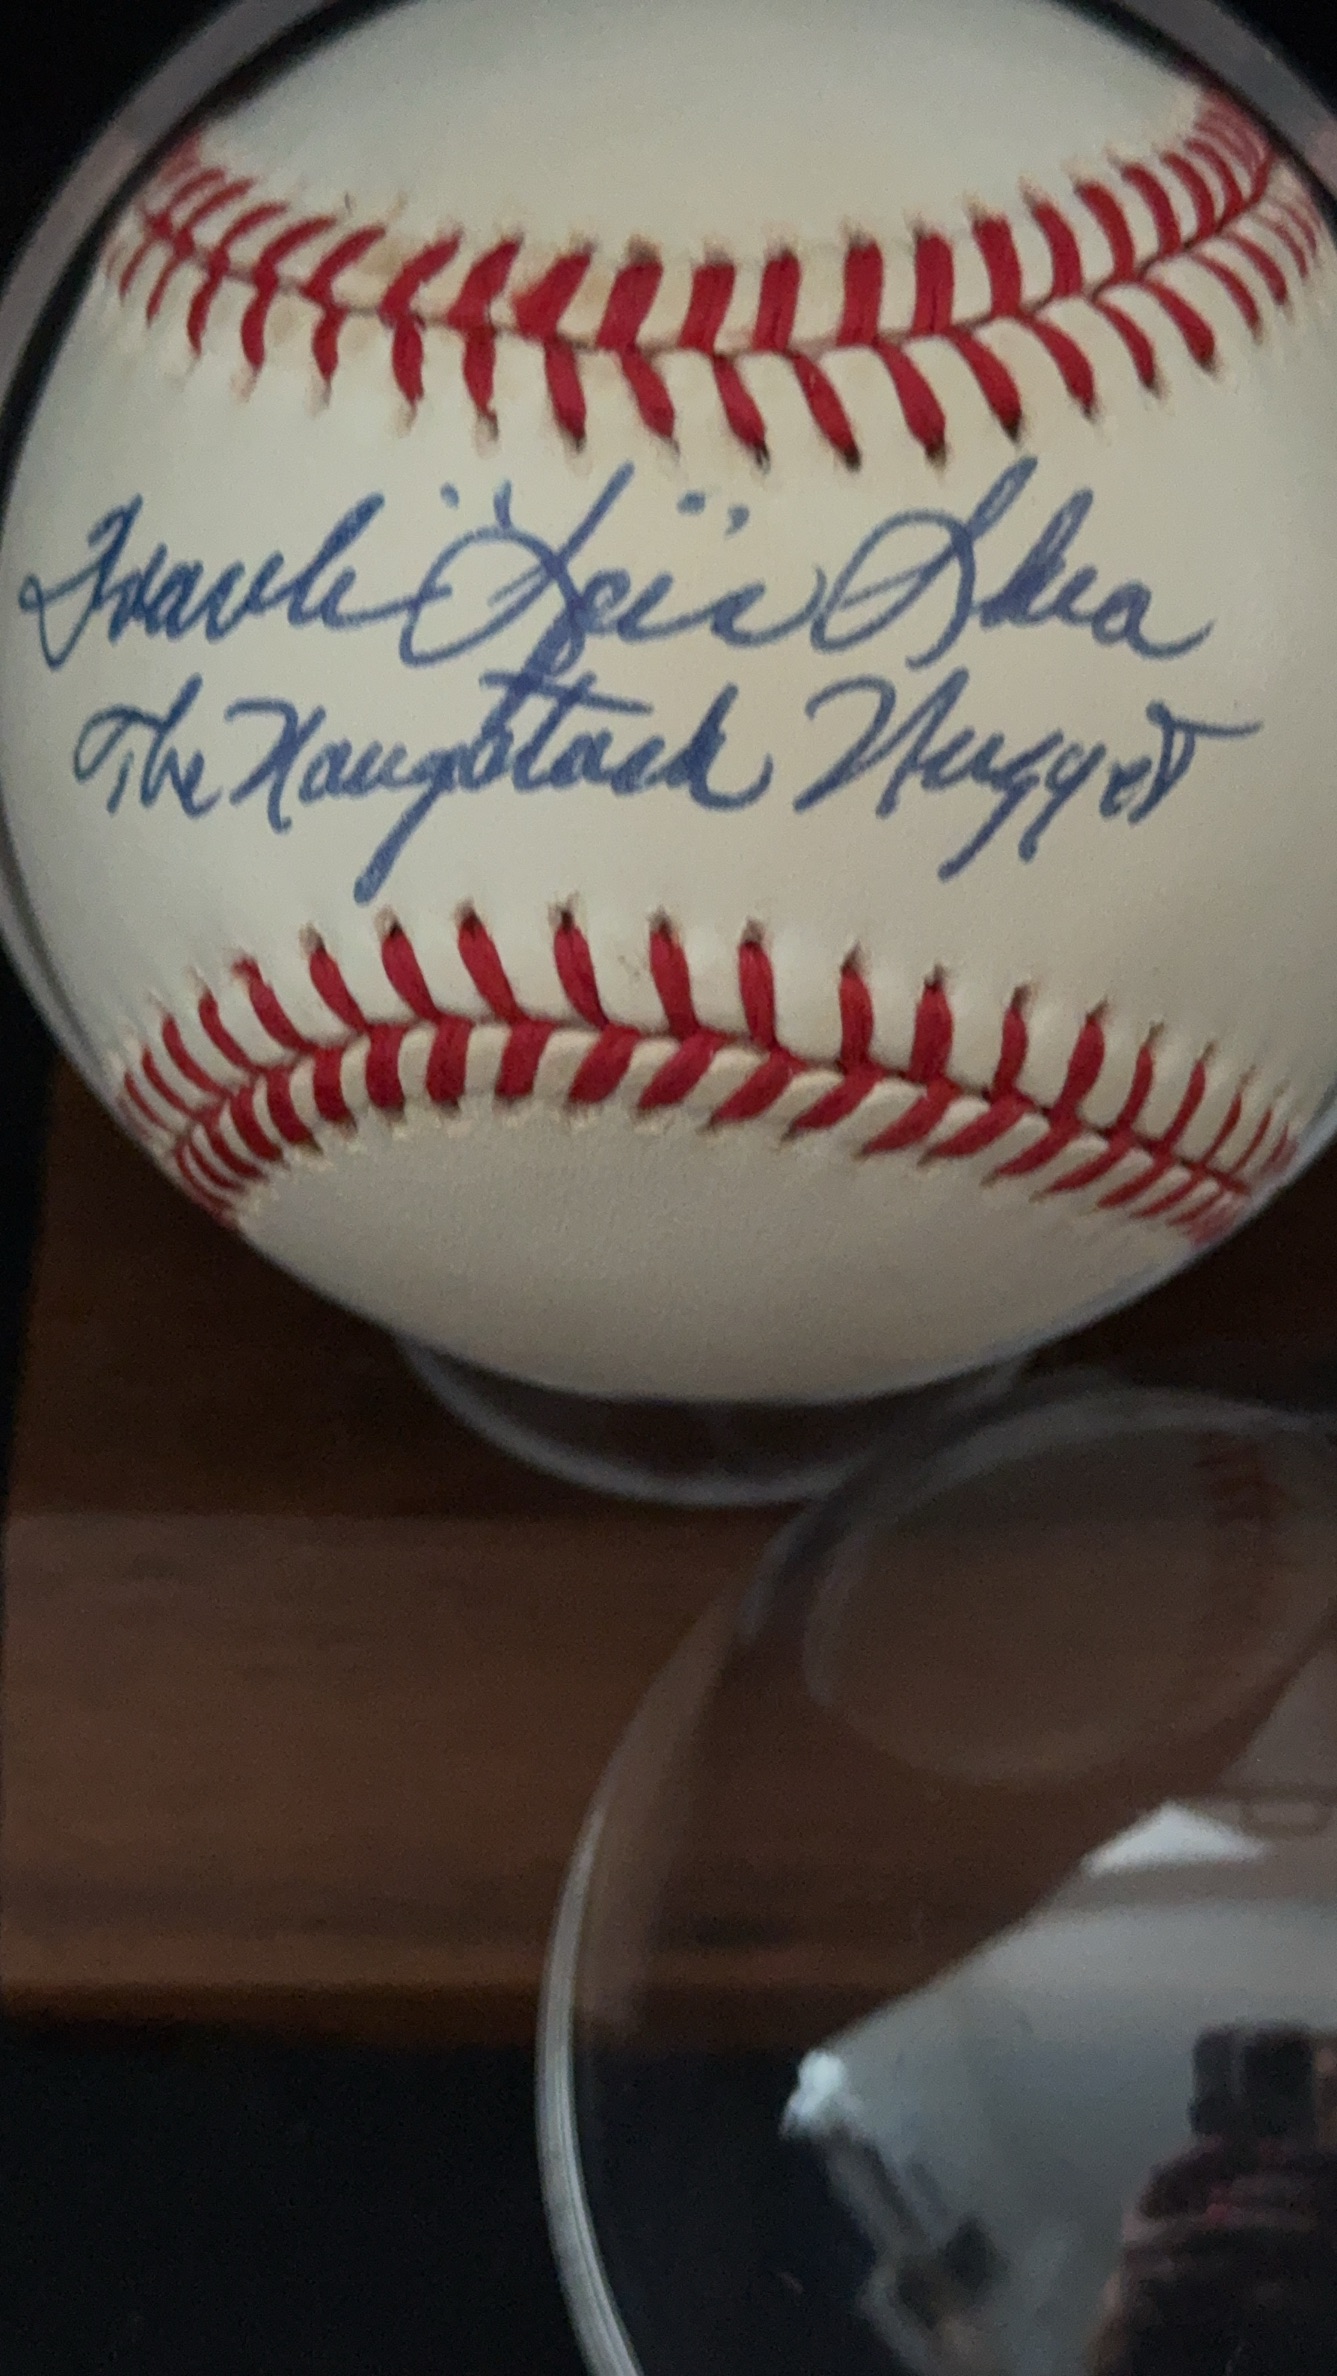 Frank "Spec" Shea
The Naugatuck Nugget